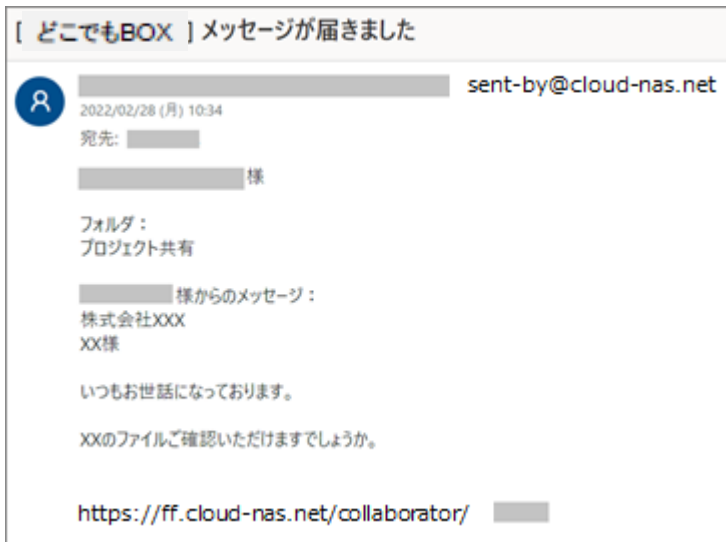 [ どこでもBOX ] メッセージが届きました
sent-by@cloud-nas.net
2022/02/28 (月) 10:34
宛先:
様
フォルダ：
プロジェクト共有
様からのメッセージ：
株式会社XXX
XX様
いつもお世話になっております。
XXのファイルご確認いただけますでしょうか。
https://ff.cloud-nas.net/collaborator/